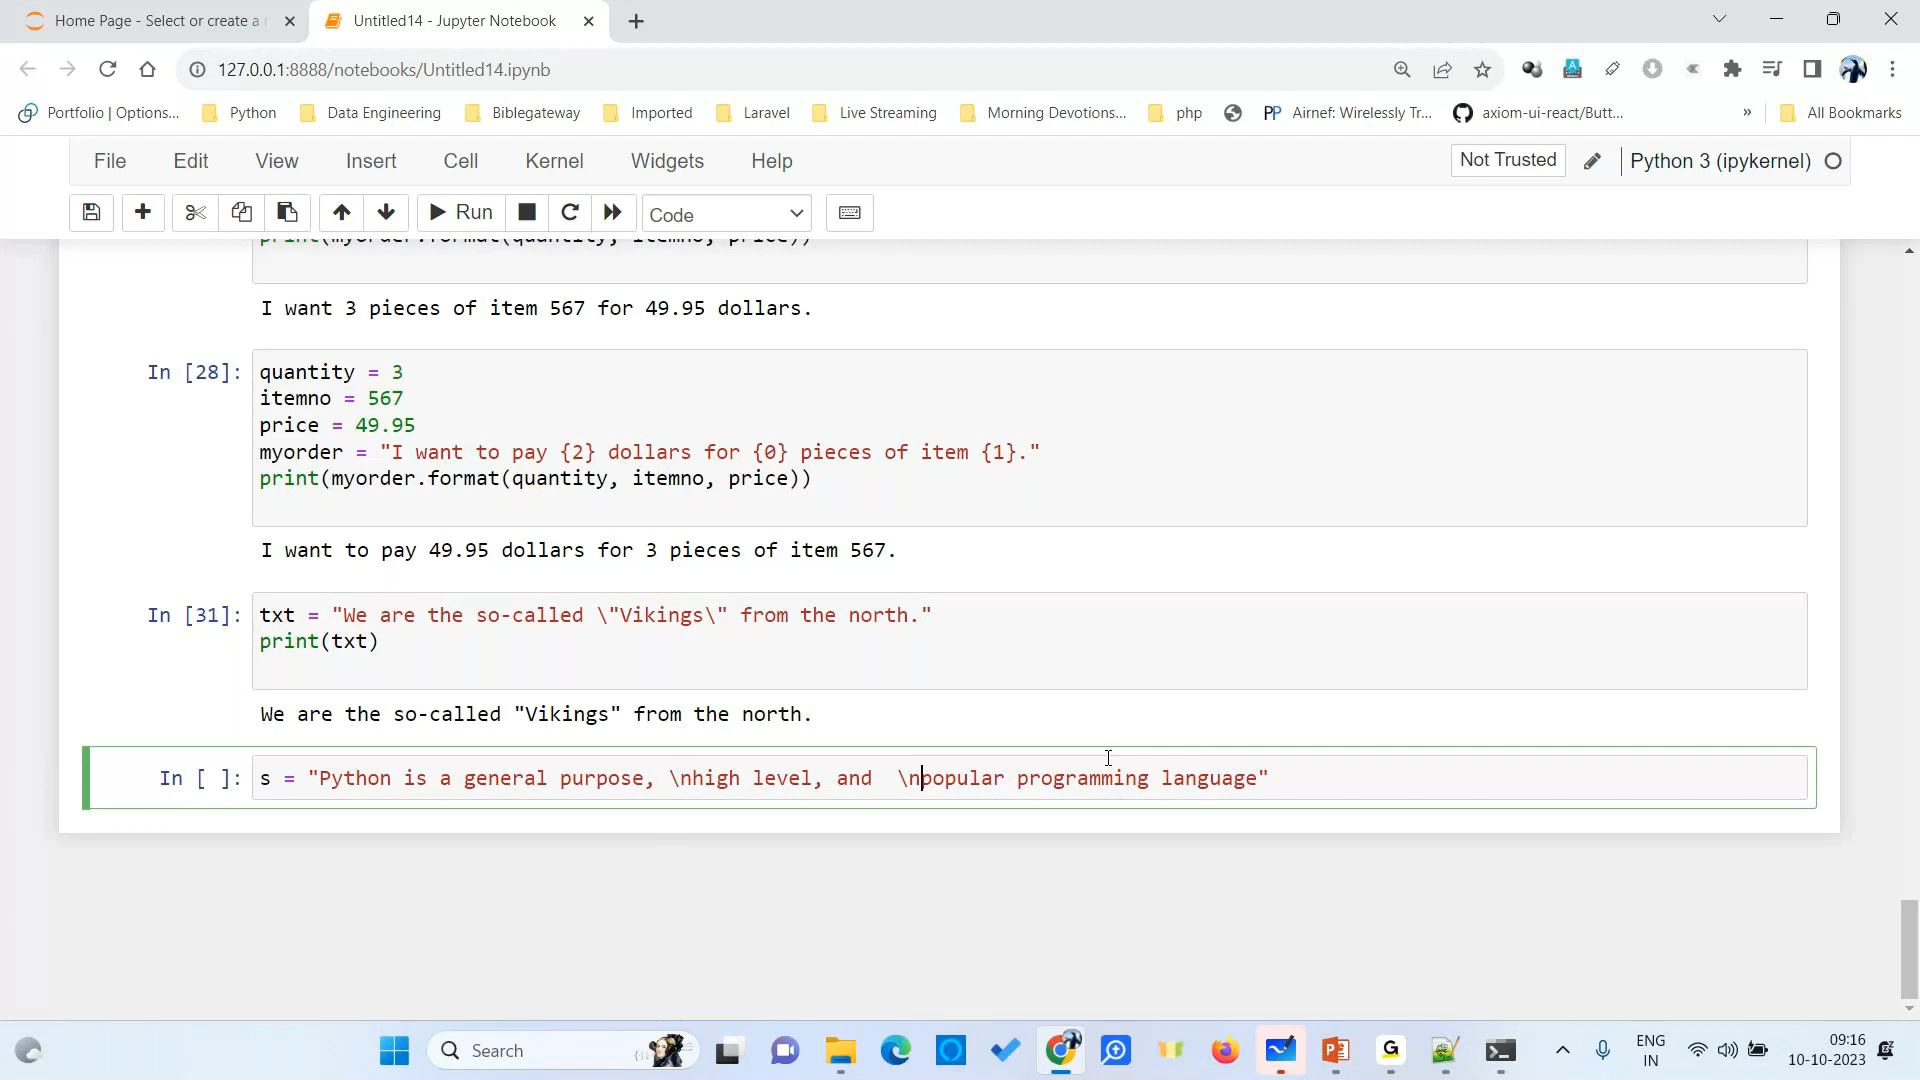 Home Page - Select or create a
Untitled14 - Jupyter Notebook
127.0.0.1:8888/notebooks/Untitled14.ipynb
Portfolio | Options... Python Data Engineering Biblegateway Imported Laravel Live Streaming Morning Devotions... php Airnef: Wirelessly Tr... axiom-ui-react/Butt... » All Bookmarks
File Edit View Insert Cell Kernel Widgets Help Not Trusted Python 3 (ipykernel)
Run Code
print(myorder.format(quantity, itemno, price))
I want 3 pieces of item 567 for 49.95 dollars.
In [28]: quantity = 3
itemno = 567
price = 49.95
myorder = "I want to pay {2} dollars for {0} pieces of item {1}."
print(myorder.format(quantity, itemno, price))
I want to pay 49.95 dollars for 3 pieces of item 567.
In [31]: txt = "We are the so-called \"Vikings\" from the north."
print(txt)
We are the so-called "Vikings" from the north.
In [ ]: s = "Python is a general purpose, \nhigh level, and  \npopular programming language"
Search
ENG
IN
09:16
10-10-2023